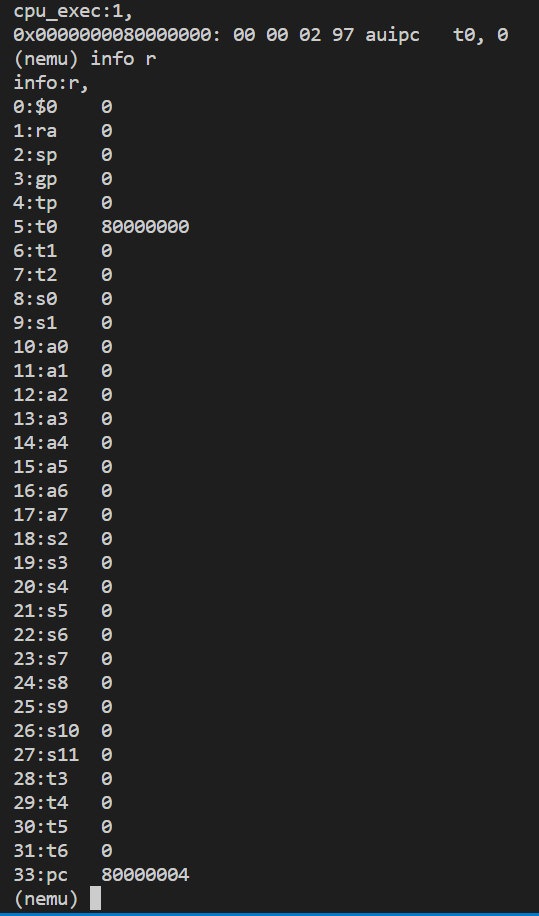 cpu_exec:1,
0x0000000080000000: 00 00 02 97 auipc   t0, 0
(nemu) info r
info:r,
0:$0    0
1:ra    0
2:sp    0
3:gp    0
4:tp    0
5:t0    80000000
6:t1    0
7:t2    0
8:s0    0
9:s1    0
10:a0   0
11:a1   0
12:a2   0
13:a3   0
14:a4   0
15:a5   0
16:a6   0
17:a7   0
18:s2   0
19:s3   0
20:s4   0
21:s5   0
22:s6   0
23:s7   0
24:s8   0
25:s9   0
26:s10  0
27:s11  0
28:t3   0
29:t4   0
30:t5   0
31:t6   0
33:pc   80000004
(nemu)